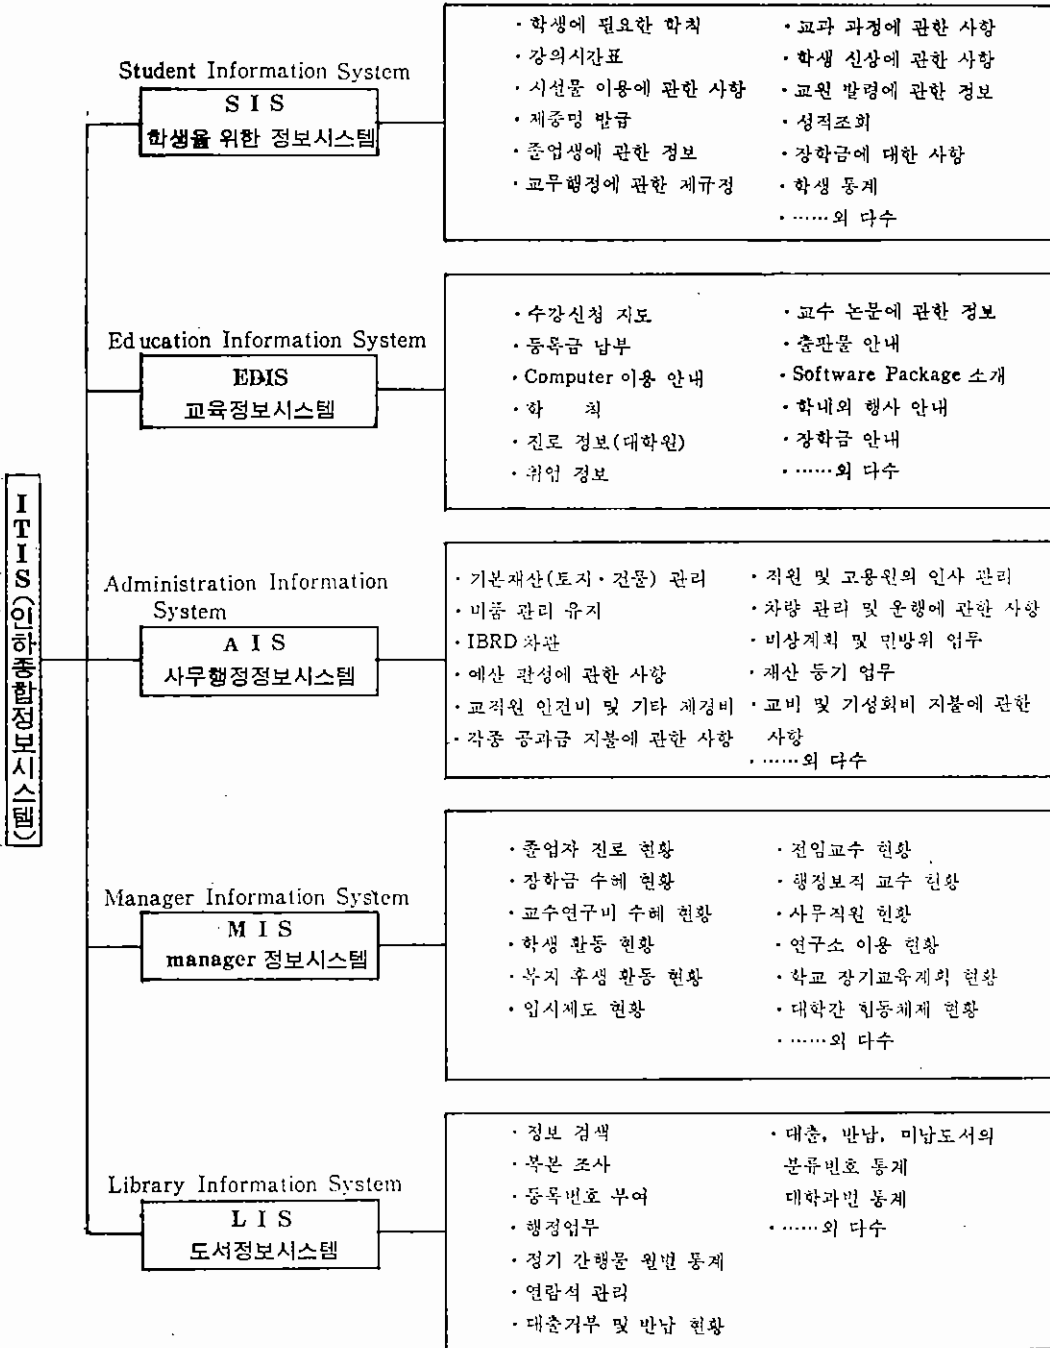 ITIS(인하종합정보시스템)
Student Information System
S I S
학생을 위한 정보시스템
· 학생에 필요한 학칙
· 강의시간표
· 시설물 이용에 관한 사항
· 제증명 발급
· 졸업생에 관한 정보
· 교무행정에 관한 제규정
· 교과 과정에 관한 사항
· 학생 신상에 관한 사항
· 교원 발령에 관한 정보
· 성적조회
· 장학금에 대한 사항
· 학생 통계
· ……외 다수
Education Information System
EDIS
교육정보시스템
· 수강신청 지도
· 등록금 납부
· Computer 이용 안내
· 학 칙
· 진로 정보(대학원)
· 취업 정보
· 교수 논문에 관한 정보
· 출판물 안내
· Software Package 소개
· 학내외 행사 안내
· 장학금 안내
· ……외 다수
Administration Information
System
A I S
사무행정정보시스템
· 기본재산(토지·건물) 관리
· 비품 관리 유지
· IBRD 차관
· 예산 편성에 관한 사항
· 교직원 인건비 및 기타 제경비
· 각종 공과금 지불에 관한 사항
· 직원 및 고용원의 인사 관리
· 차량 관리 및 운행에 관한 사항
· 비상계획 및 민방위 업무
· 재산 등기 업무
· 교비 및 기성회비 지불에 관한
사항
· ……외 다수
Manager Information System
M I S
manager 정보시스템
· 졸업자 진로 현황
· 장학금 수혜 현황
· 교수연구비 수혜 현황
· 학생 활동 현황
· 복지 후생 활동 현황
· 입시제도 현황
· 전임교수 현황
· 행정보직 교수 현황
· 사무직원 현황
· 연구소 이용 현황
· 학교 장기교육계획 현황
· 대학간 협동체제 현황
· ……외 다수
Library Information System
L I S
도서정보시스템
· 정보 검색
· 복본 조사
· 등록번호 부여
· 행정업무
· 정기 간행물 월별 통계
· 열람석 관리
· 대출거부 및 반납 현황
· 대출, 반납, 미납도서의
분류번호 통계
대학과별 통계
· ……외 다수